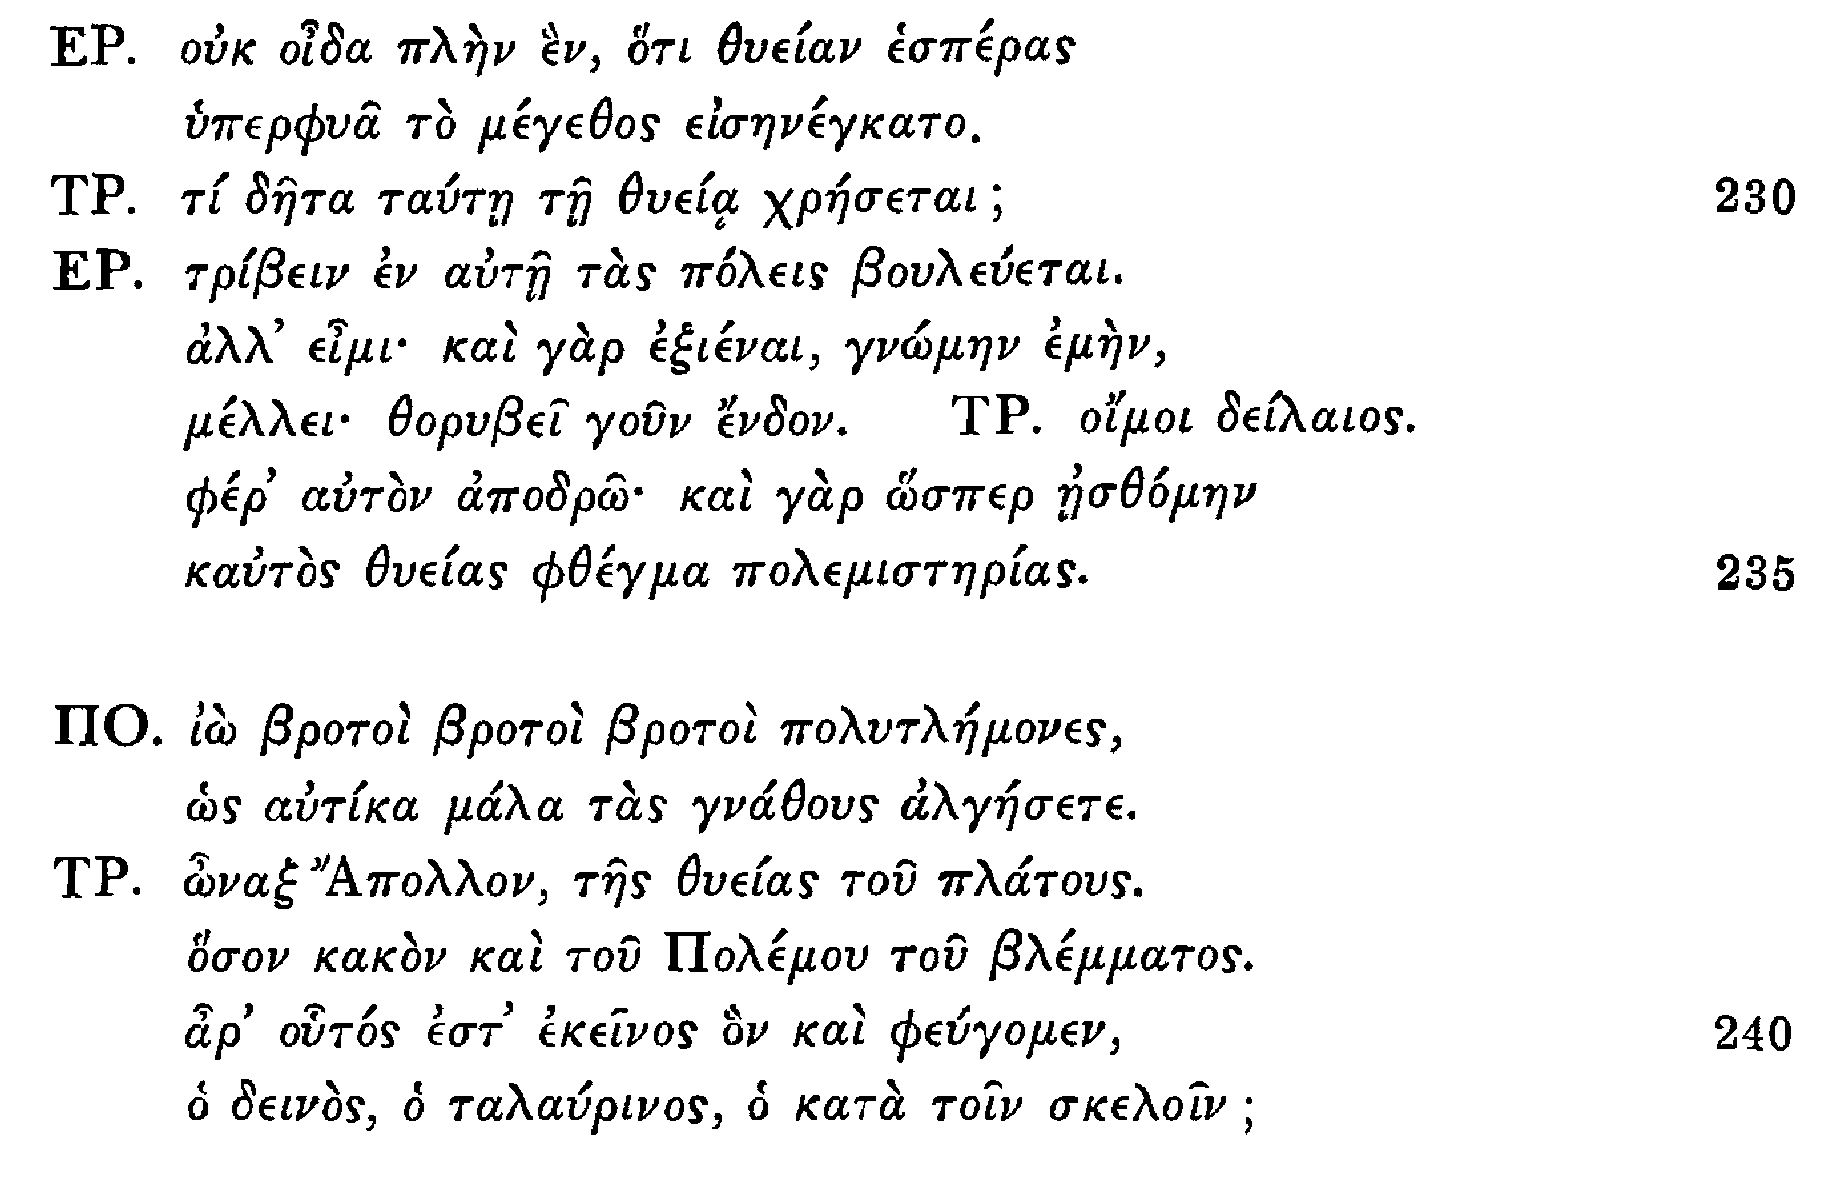 ΕΡ. οὐκ οἶδα πλὴν ἓν, ὅτι θυείαν ἑσπέρας
ὑπερφυᾶ τὸ μέγεθος εἰσηνέγκατο.
ΤΡ. τί δῆτα ταύτῃ τῇ θυείᾳ χρήσεται; 230
ΕΡ. τρίβειν ἐν αὐτῇ τὰς πόλεις βουλεύεται.
ἀλλ’ εἶμι· καὶ γὰρ ἐξιέναι, γνώμην ἐμὴν,
μέλλει· θορυβεῖ γοῦν ἔνδον. ΤΡ. οἴμοι δείλαιος.
φέρ’ αὐτὸν ἀποδρῶ· καὶ γὰρ ὥσπερ ᾐσθόμην
καὐτὸς θυείας φθέγμα πολεμιστηρίας. 235
ΠΟ. ἰὼ βροτοὶ βροτοὶ βροτοὶ πολυτλήμονες,
ὡς αὐτίκα μάλα τὰς γνάθους ἀλγήσετε.
ΤΡ. ὦναξ Ἄπολλον, τῆς θυείας τοῦ πλάτους.
ὅσον κακὸν καὶ τοῦ Πολέμου τοῦ βλέμματος.
ἆρ’ οὗτός ἐστ’ ἐκεῖνος ὃν καὶ φεύγομεν, 240
ὁ δεινὸς, ὁ ταλαύρινος, ὁ κατὰ τοῖν σκελοῖν;